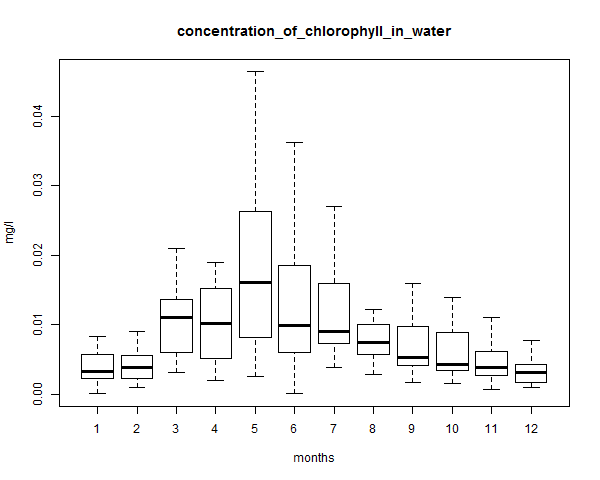 concentration_of_chlorophyll_in_water
mg/l
0.04
0.03
0.02
0.01
0.00
1 2 3 4 5 6 7 8 9 10 11 12
months